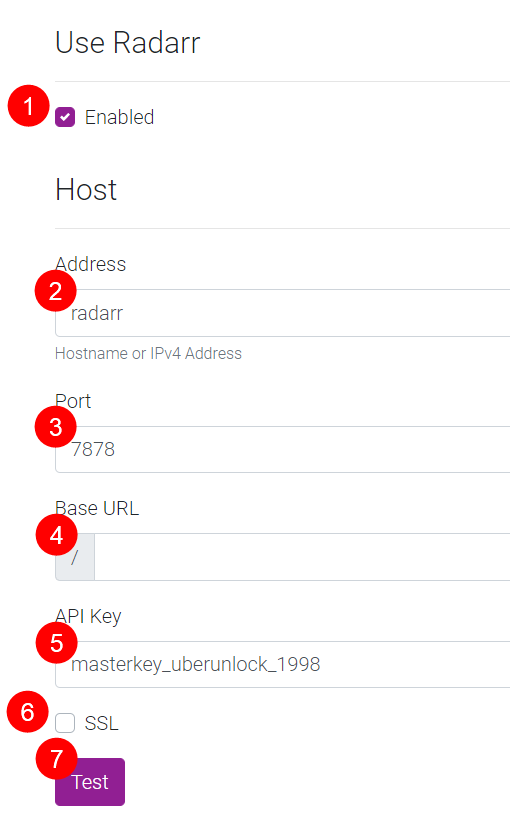 Use Radarr
1 Enabled
Host
Address
2 radarr
Hostname or IPv4 Address
Port
3 7878
Base URL
4 /
API Key
5 masterkey_uberunlock_1998
6 SSL
7 Test